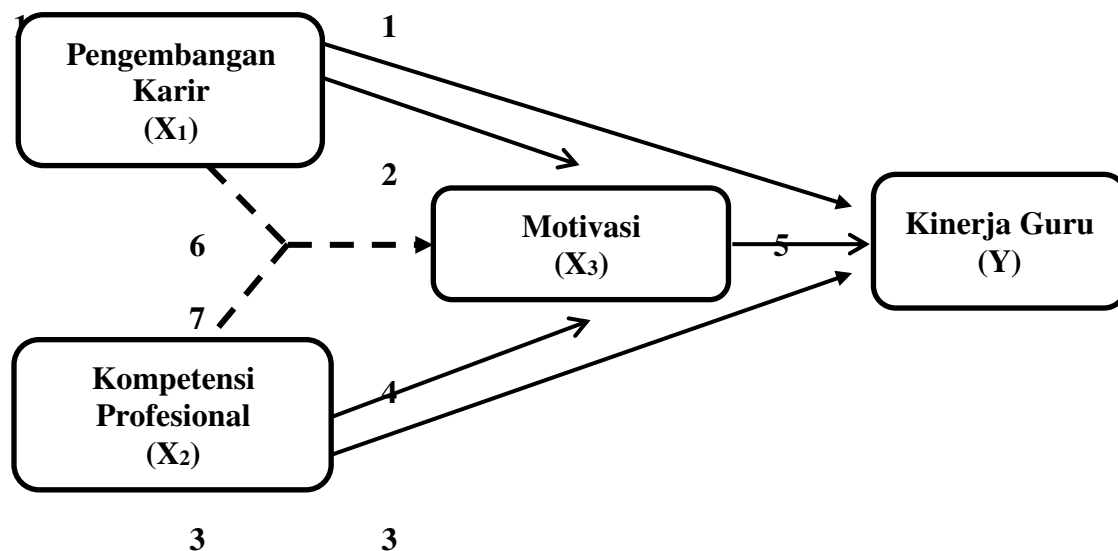 1
1
Pengembangan
Karir
(X1)
2
6
Motivasi
(X3)
5
Kinerja Guru
(Y)
7
Kompetensi
Profesional
(X2)
4
3
3